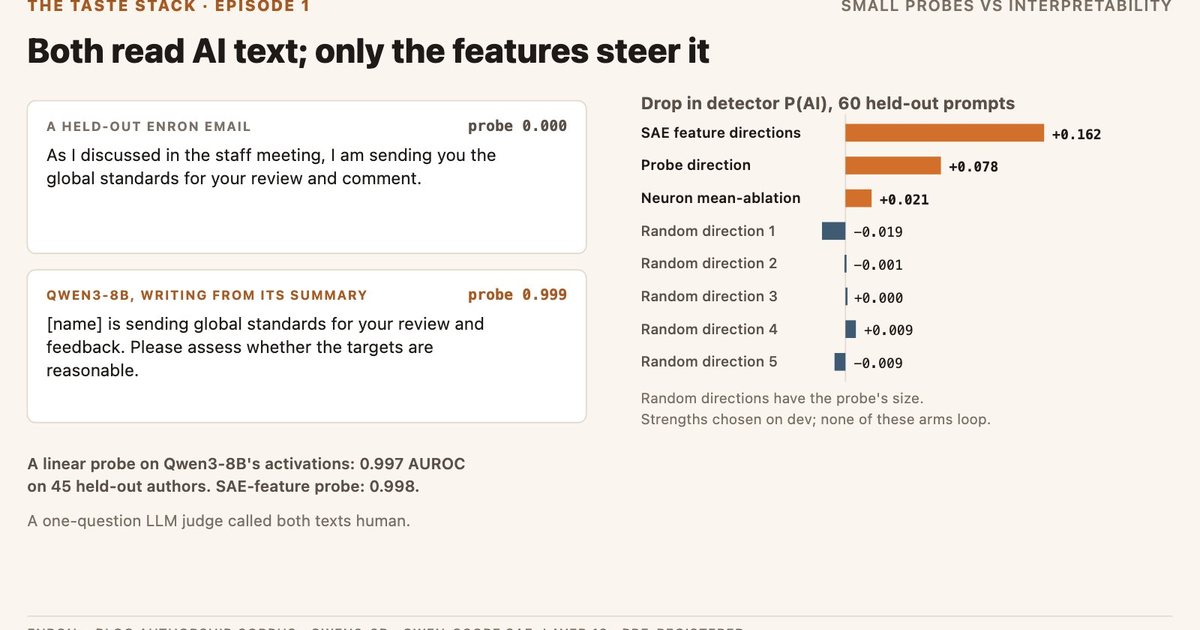 THE TASTE STACK · EPISODE 1
SMALL PROBES VS INTERPRETABILITY
Both read AI text; only the features steer it
A HELD-OUT ENRON EMAIL
probe 0.000
As I discussed in the staff meeting, I am sending you the
global standards for your review and comment.
QWEN3-8B, WRITING FROM ITS SUMMARY
probe 0.999
[name] is sending global standards for your review and
feedback. Please assess whether the targets are
reasonable.
A linear probe on Qwen3-8B's activations: 0.997 AUROC
on 45 held-out authors. SAE-feature probe: 0.998.
A one-question LLM judge called both texts human.
Drop in detector P(AI), 60 held-out prompts
SAE feature directions +0.162
Probe direction +0.078
Neuron mean-ablation +0.021
Random direction 1 −0.019
Random direction 2 −0.001
Random direction 3 +0.000
Random direction 4 +0.009
Random direction 5 −0.009
Random directions have the probe's size.
Strengths chosen on dev; none of these arms loop.